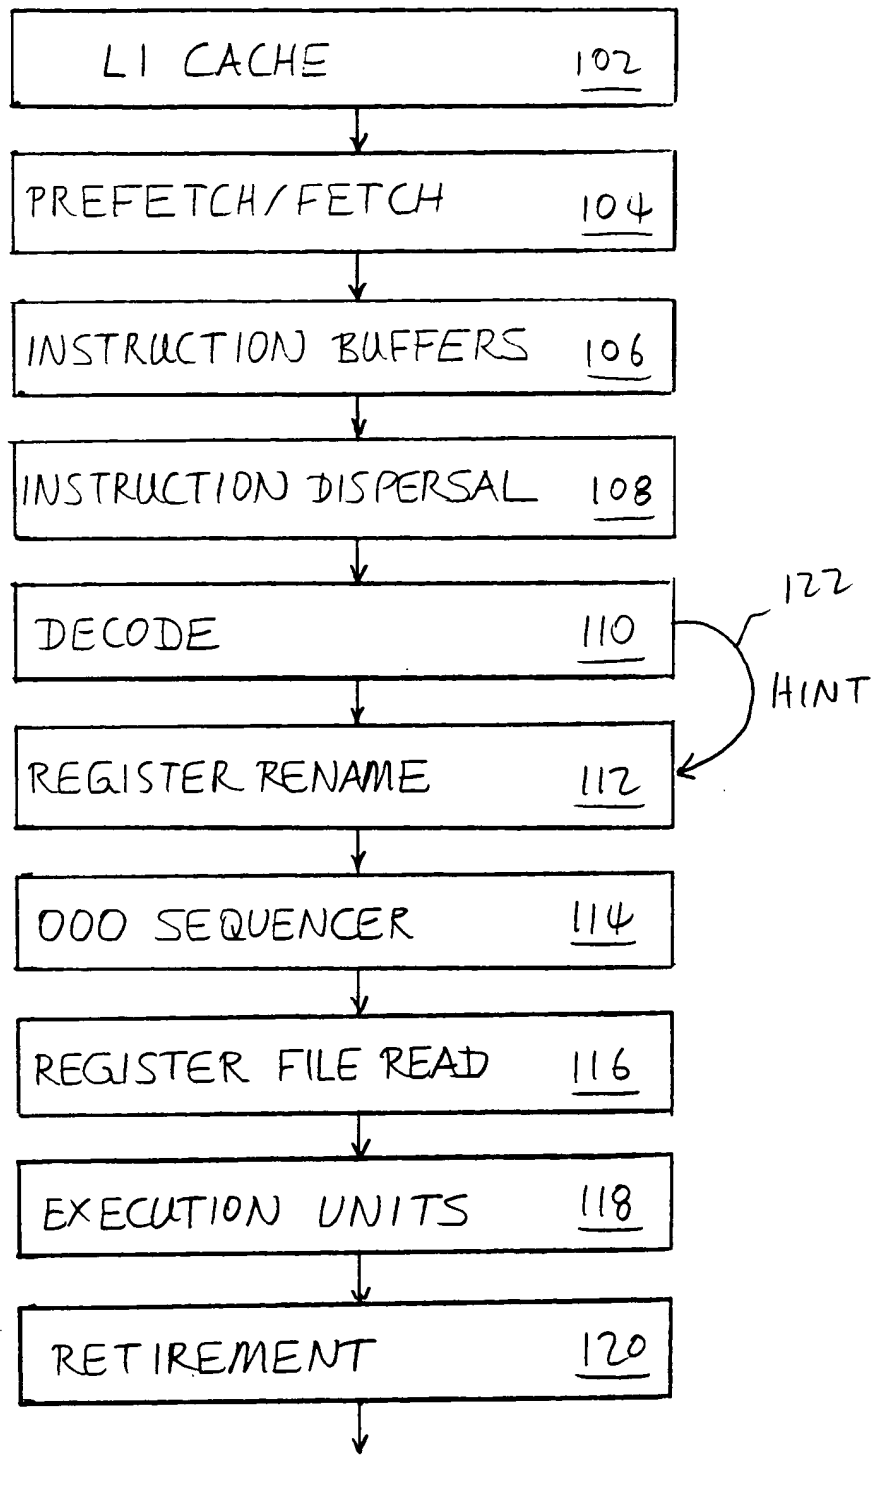 L1 CACHE 102
PREFETCH/FETCH 104
INSTRUCTION BUFFERS 106
INSTRUCTION DISPERSAL 108
DECODE 110
122
HINT
REGISTER RENAME 112
OOO SEQUENCER 114
REGISTER FILE READ 116
EXECUTION UNITS 118
RETIREMENT 120